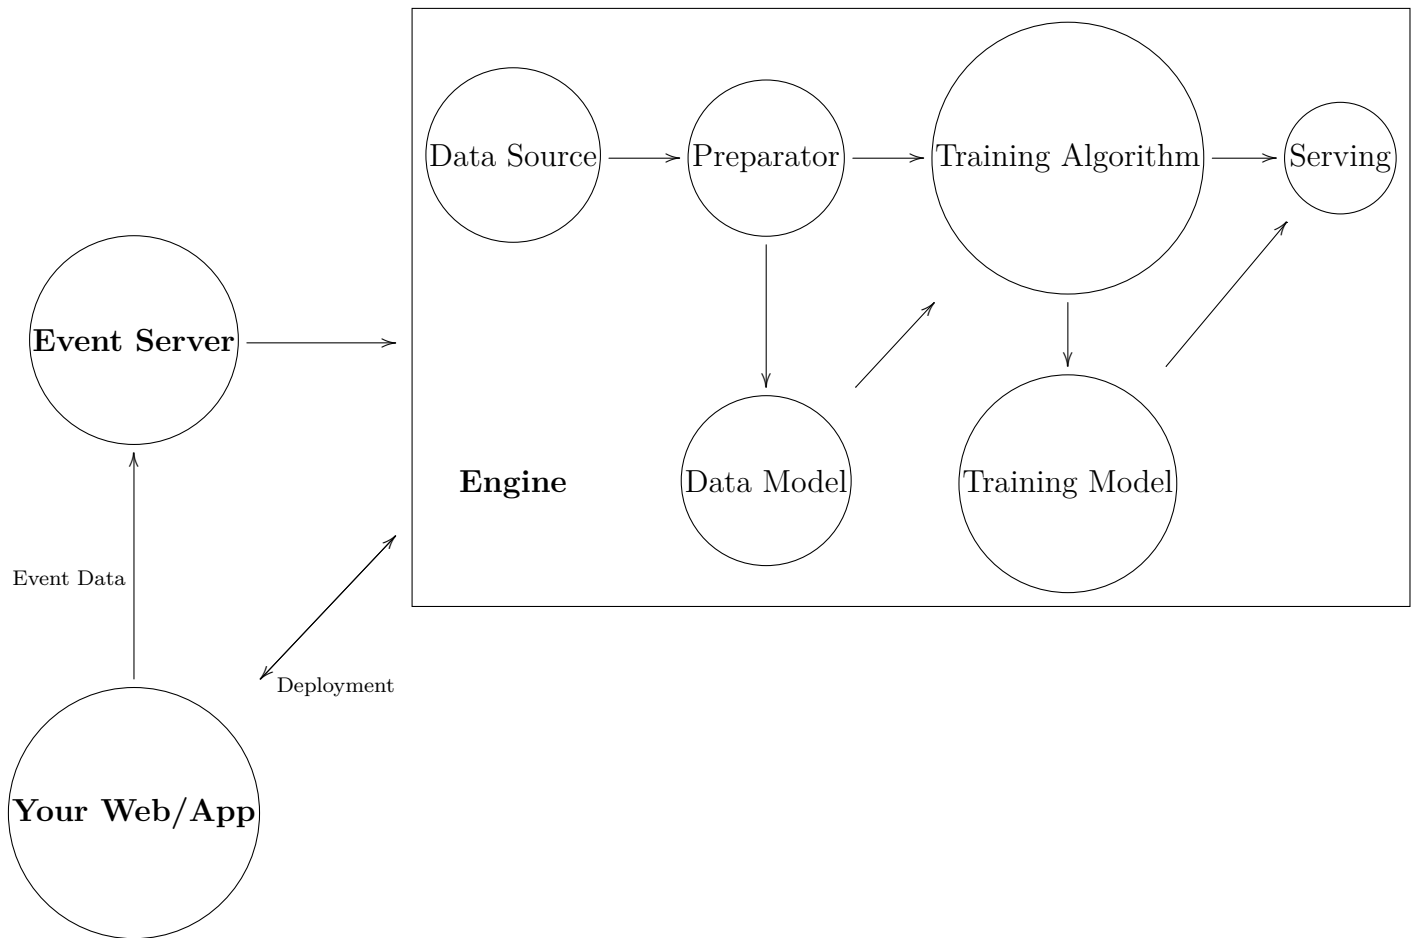 Data Source
Preparator
Training Algorithm
Serving
Event Server
Engine
Data Model
Training Model
Event Data
Deployment
Your Web/App